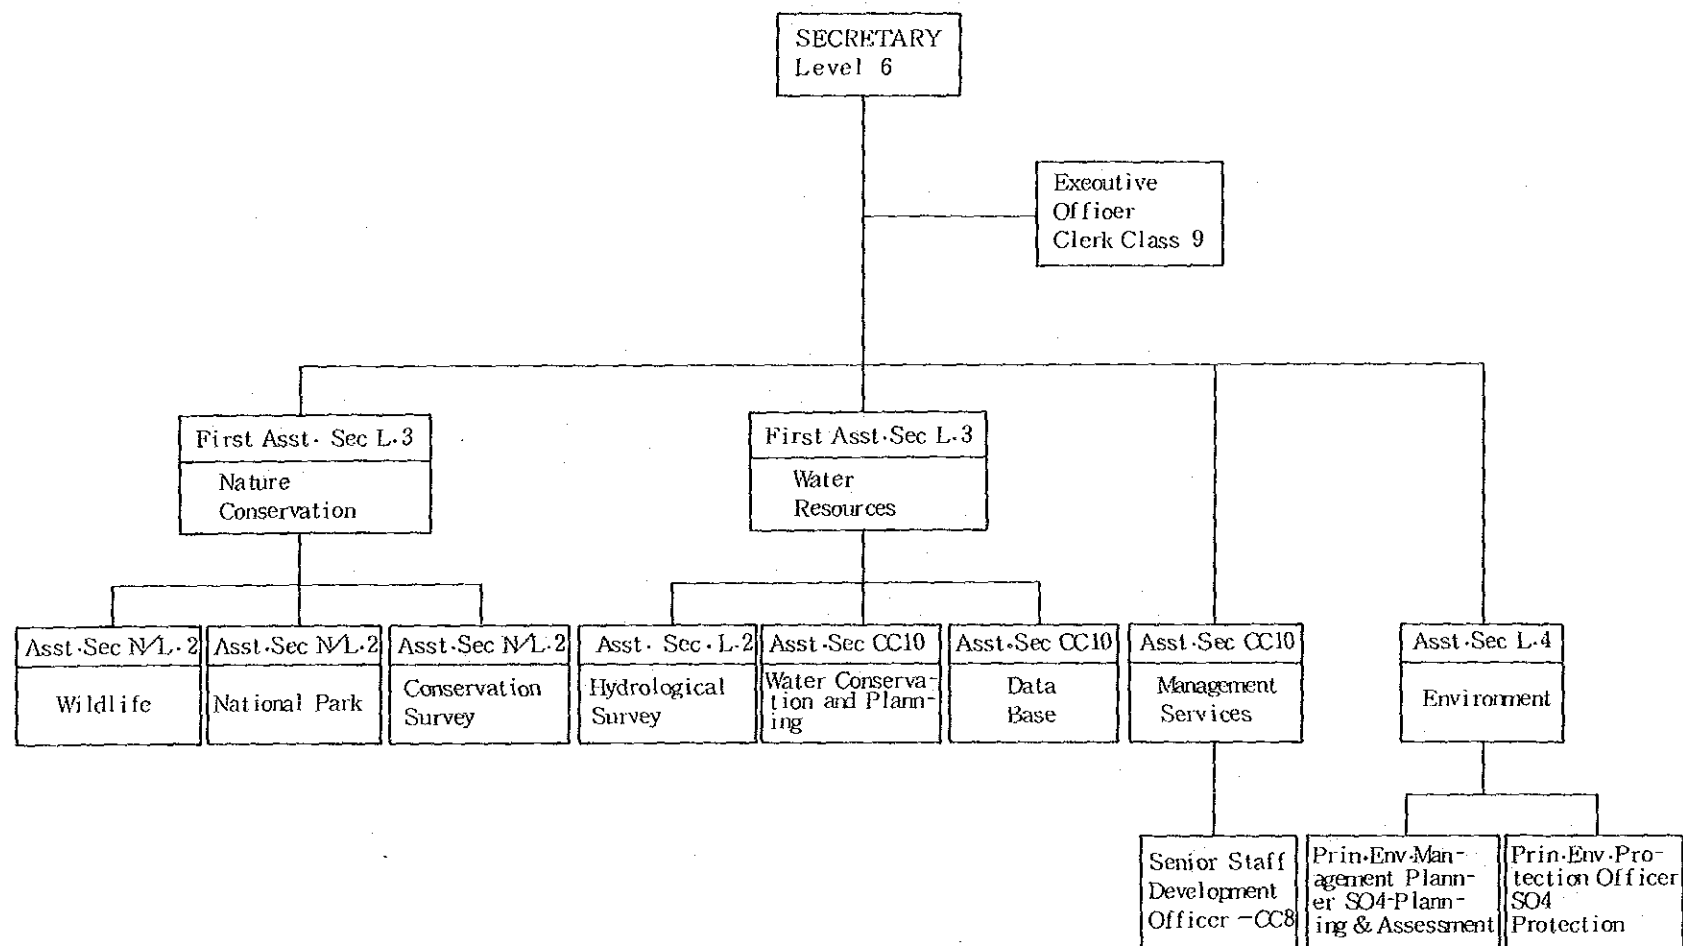 SECRETARY
Level 6
Executive
Officer
Clerk Class 9
First Asst. Sec L.3
Nature
Conservation
First Asst.Sec L.3
Water
Resources
Asst.Sec N/L.2
Wildlife
Asst.Sec N/L.2
National Park
Asst.Sec N/L.2
Conservation
Survey
Asst. Sec. L.2
Hydrological
Survey
Asst.Sec CC10
Water Conserva-
tion and Plann-
ing
Asst.Sec CC10
Data
Base
Asst.Sec CC10
Management
Services
Asst.Sec L.4
Environment
Senior Staff
Development
Officer -CC8
Prin.Env.Man-
agement Plann-
er SO4-Plann-
ing & Assessment
Prin.Env.Pro-
tection Officer
SO4
Protection